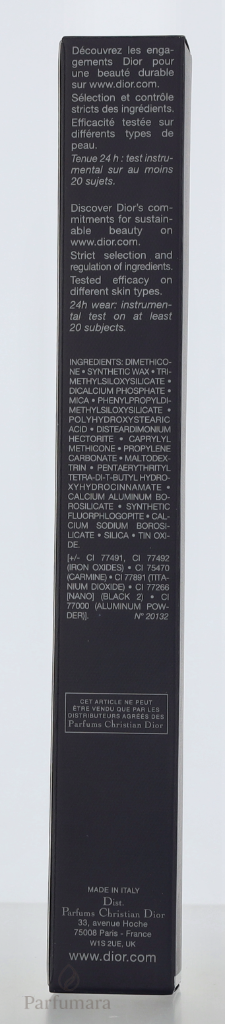 Découvrez les enga-
gements Dior pour
une beauté durable
sur www.dior.com.
Sélection et contrôle
stricts des ingrédients.
Efficacité testée sur
différents types de
peau.
Tenue 24 h : test instru-
mental sur au moins
20 sujets.
Discover Dior's com-
mitments for sustain-
able beauty on
www.dior.com.
Strict selection and
regulation of ingredients.
Tested efficacy on
different skin types.
24h wear: instrumen-
tal test on at least
20 subjects.
INGREDIENTS: DIMETHICO-
NE • SYNTHETIC WAX • TRI-
METHYLSILOXYSILICATE •
DICALCIUM PHOSPHATE •
MICA • PHENYLPROPYLDI-
METHYLSILOXYSILICATE •
POLYHYDROXYSTEARIC
ACID • DISTEARDIMONIUM
HECTORITE • CAPRYLYL
METHICONE • PROPYLENE
CARBONATE • MALTODEX-
TRIN • PENTAERYTHRITYL
TETRA-DI-T-BUTYL HYDRO-
XYHYDROCINNAMATE •
CALCIUM ALUMINUM BO-
ROSILICATE • SYNTHETIC
FLUORPHLOGOPITE • CAL-
CIUM SODIUM BOROSI-
LICATE • SILICA • TIN OXI-
DE.
[+/- CI 77491, CI 77492
(IRON OXIDES) • CI 75470
(CARMINE) • CI 77891 (TITA-
NIUM DIOXIDE) • CI 77266
[NANO] (BLACK 2) • CI
77000 (ALUMINUM POW-
DER)]. N° 20132
CET ARTICLE NE PEUT
ÊTRE VENDU QUE PAR LES
DISTRIBUTEURS AGRÉÉS DES
Parfums Christian Dior
MADE IN ITALY
Dist.
Parfums Christian Dior
33, avenue Hoche
75008 Paris - France
W1S 2UE, UK
www.dior.com
Parfumara